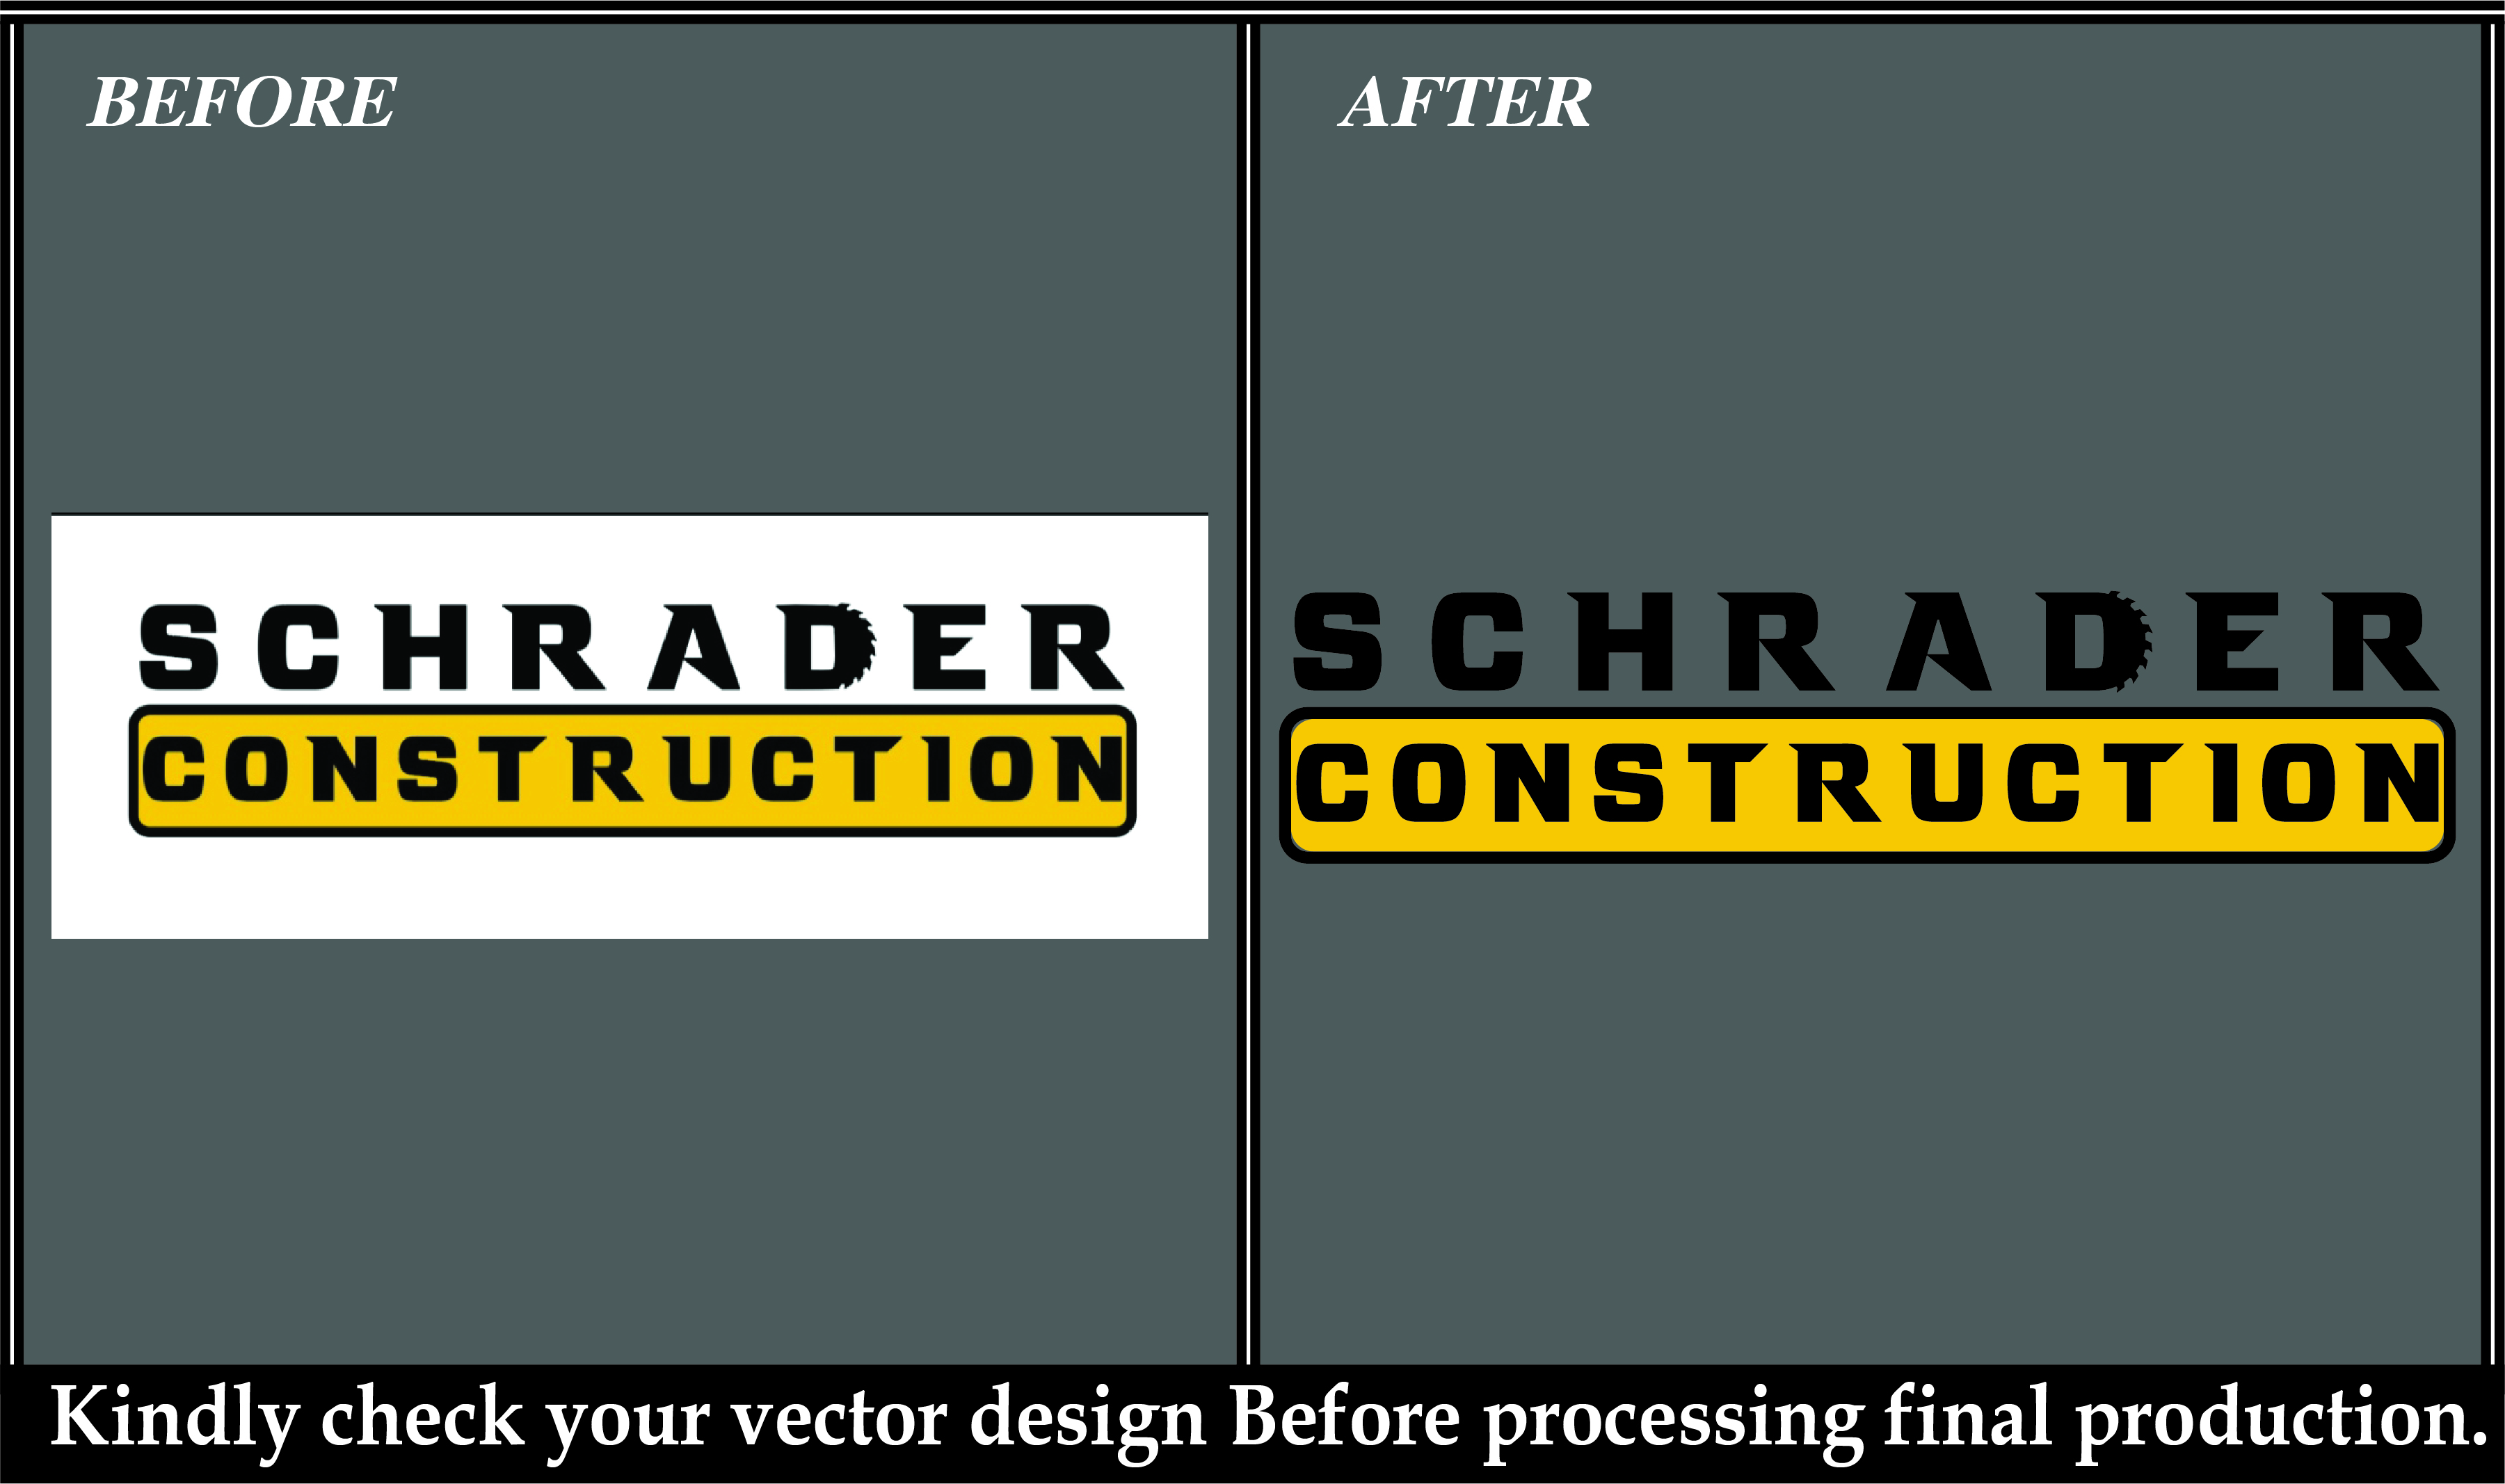 BEFORE
AFTER
SCHRADER
CONSTRUCTION
SCHRADER
CONSTRUCTION
Kindly check your vector design Before processing final production.